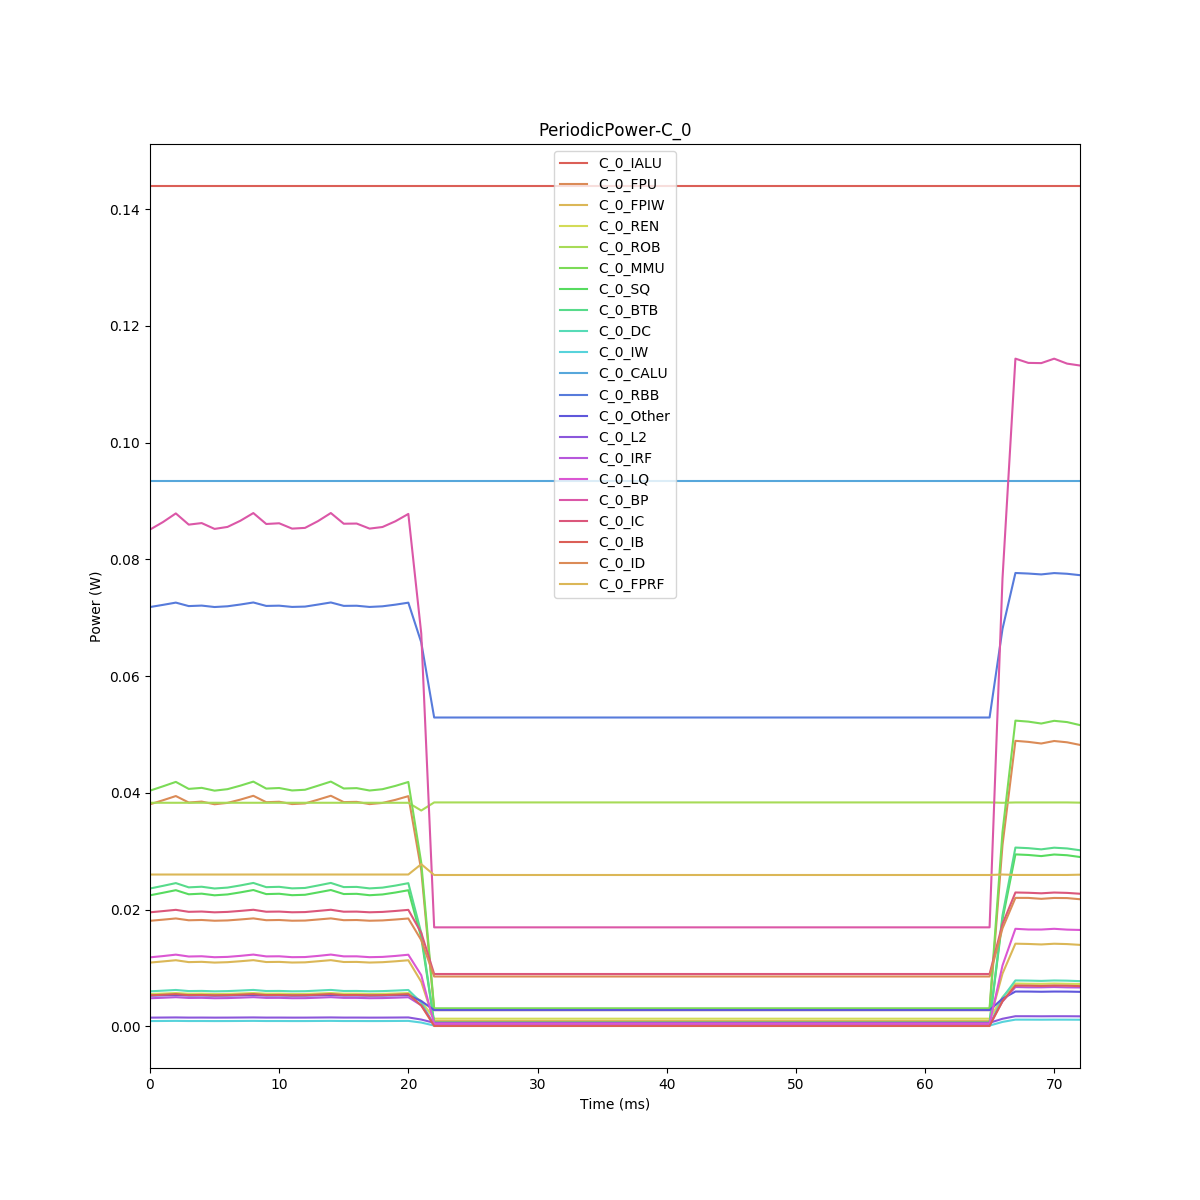 PeriodicPower-C_0
C_0_IALU
C_0_FPU
C_0_FPIW
C_0_REN
C_0_ROB
C_0_MMU
C_0_SQ
C_0_BTB
C_0_DC
C_0_IW
C_0_CALU
C_0_RBB
C_0_Other
C_0_L2
C_0_IRF
C_0_LQ
C_0_BP
C_0_IC
C_0_IB
C_0_ID
C_0_FPRF
0.14
0.12
0.10
0.08
0.06
0.04
0.02
0.00
Power (W)
0 10 20 30 40 50 60 70
Time (ms)